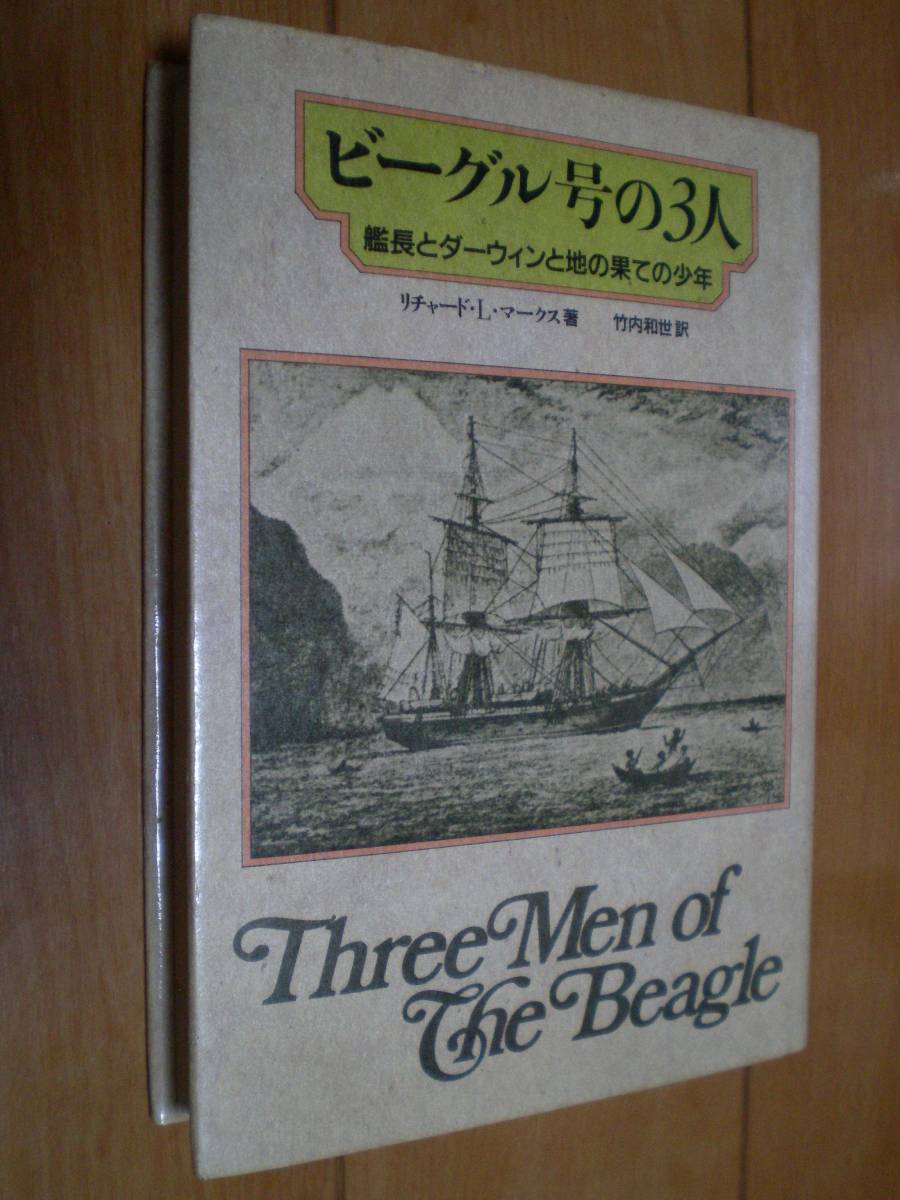 ビーグル号の3人
艦長とダーウィンと地の果ての少年
リチャード・L・マークス著 竹内和世訳
Three Men of
The Beagle